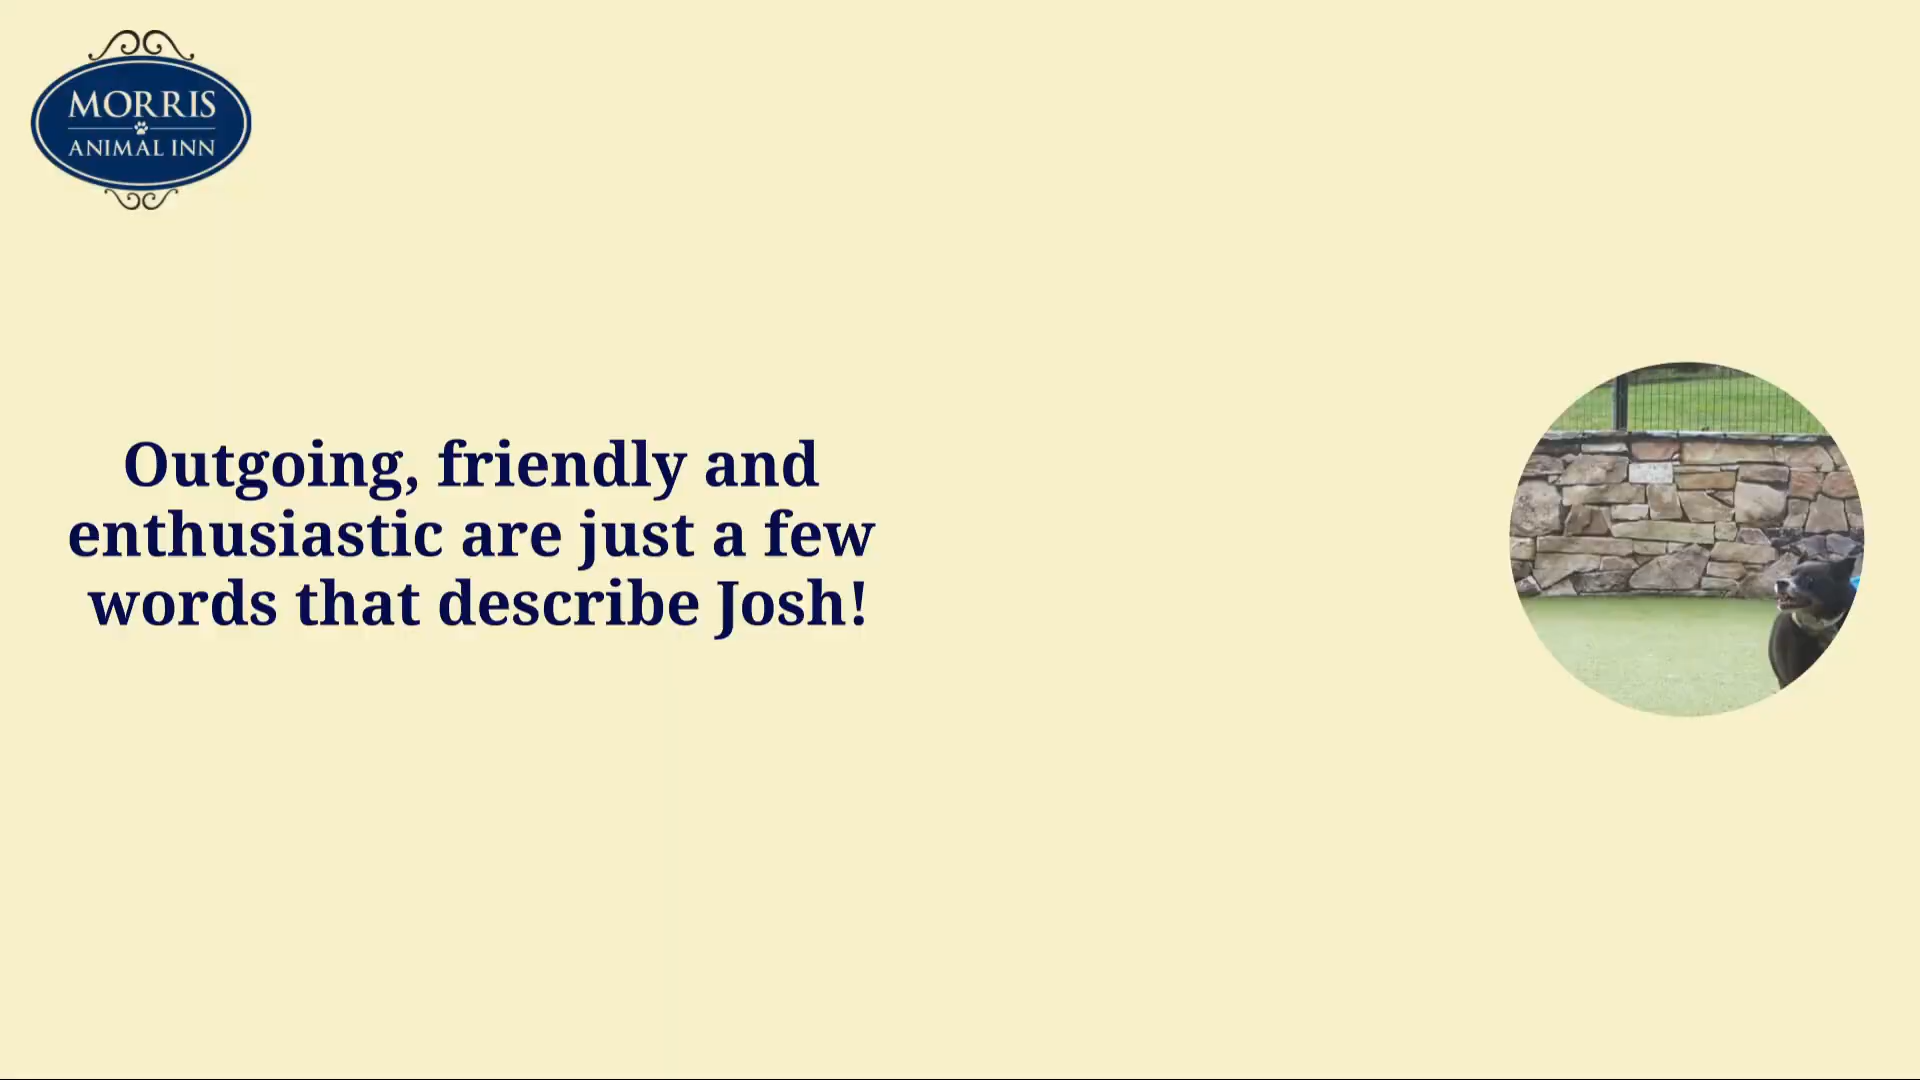 MORRIS
ANIMAL INN
Outgoing, friendly and
enthusiastic are just a few
words that describe Josh!